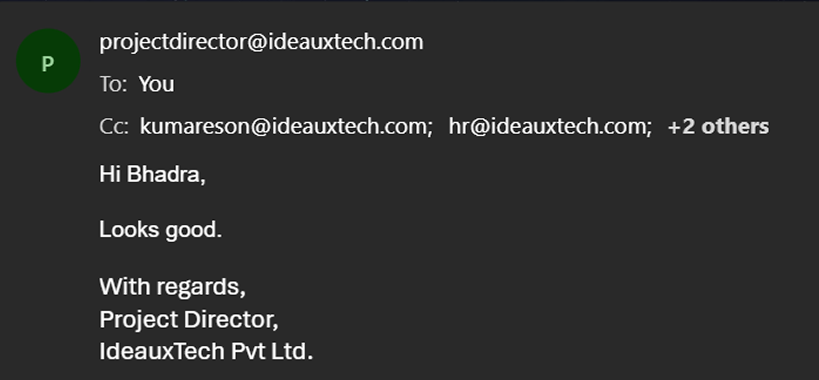 projectdirector@ideauxtech.com
P
To: You
Cc: kumareson@ideauxtech.com; hr@ideauxtech.com; +2 others
Hi Bhadra,
Looks good.
With regards,
Project Director,
IdeauxTech Pvt Ltd.